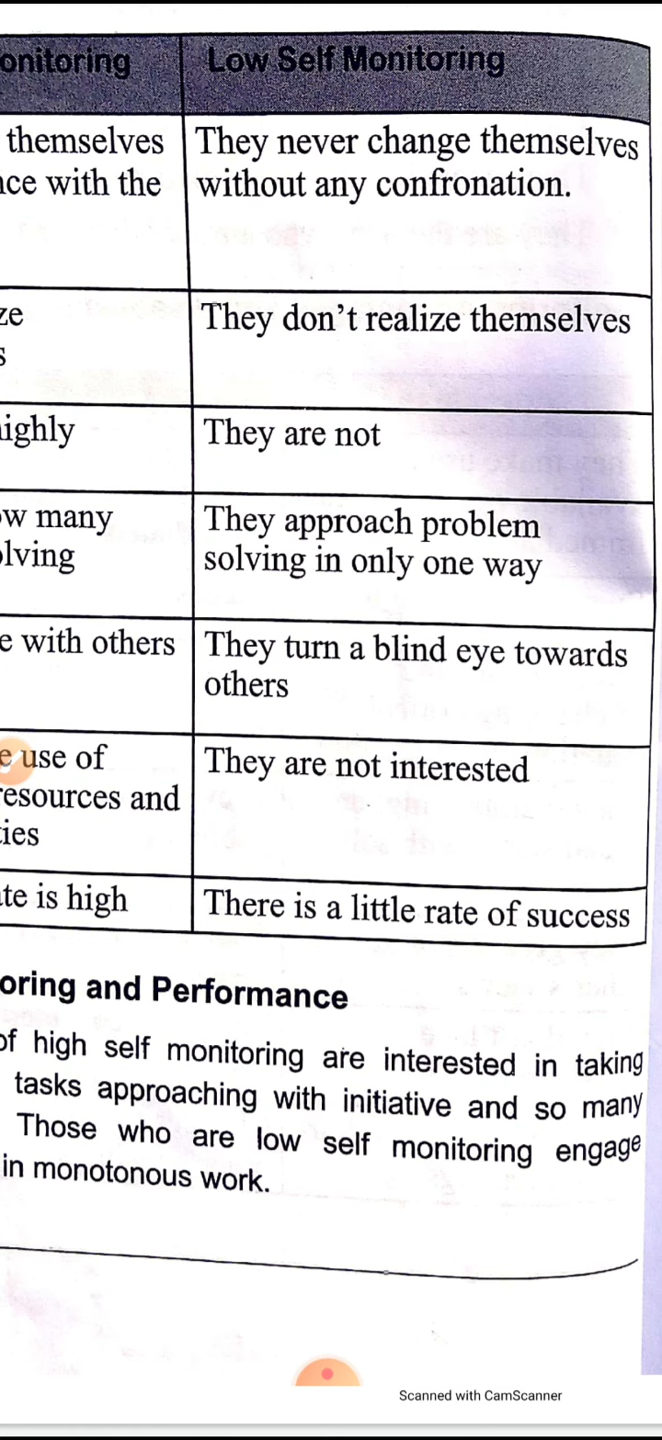 onitoring
Low Self Monitoring
themselves
ce with the
They never change themselves
without any confronation.
ze
s
They don't realize themselves
ighly
They are not
w many
lving
They approach problem
solving in only one way
e with others
They turn a blind eye towards
others
e use of
esources and
ties
They are not interested
te is high
There is a little rate of success
oring and Performance
of high self monitoring are interested in taking
tasks approaching with initiative and so many
Those who are low self monitoring engage
in monotonous work.
Scanned with CamScanner